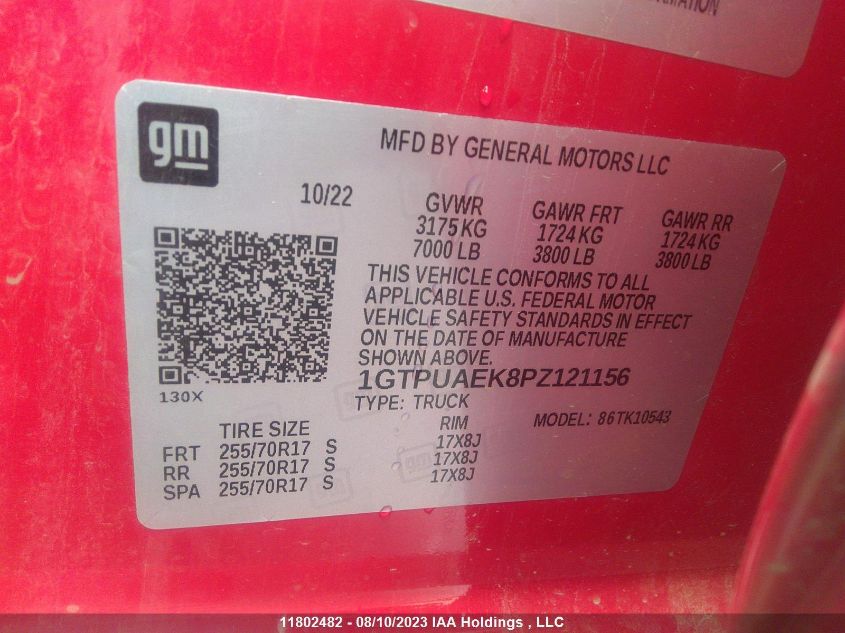 RMATION
gm
MFD BY GENERAL MOTORS LLC
10/22
GVWR GAWR FRT GAWR RR
3175 KG 1724 KG 1724 KG
7000 LB 3800 LB 3800 LB
THIS VEHICLE CONFORMS TO ALL
APPLICABLE U.S. FEDERAL MOTOR
VEHICLE SAFETY STANDARDS IN EFFECT
ON THE DATE OF MANUFACTURE
SHOWN ABOVE.
1GTPUAEK8PZ121156
130X
TYPE: TRUCK MODEL: 86TK10543
TIRE SIZE RIM
FRT 255/70R17 S 17X8J
RR 255/70R17 S 17X8J
SPA 255/70R17 S 17X8J
11802482 - 08/10/2023 IAA Holdings , LLC